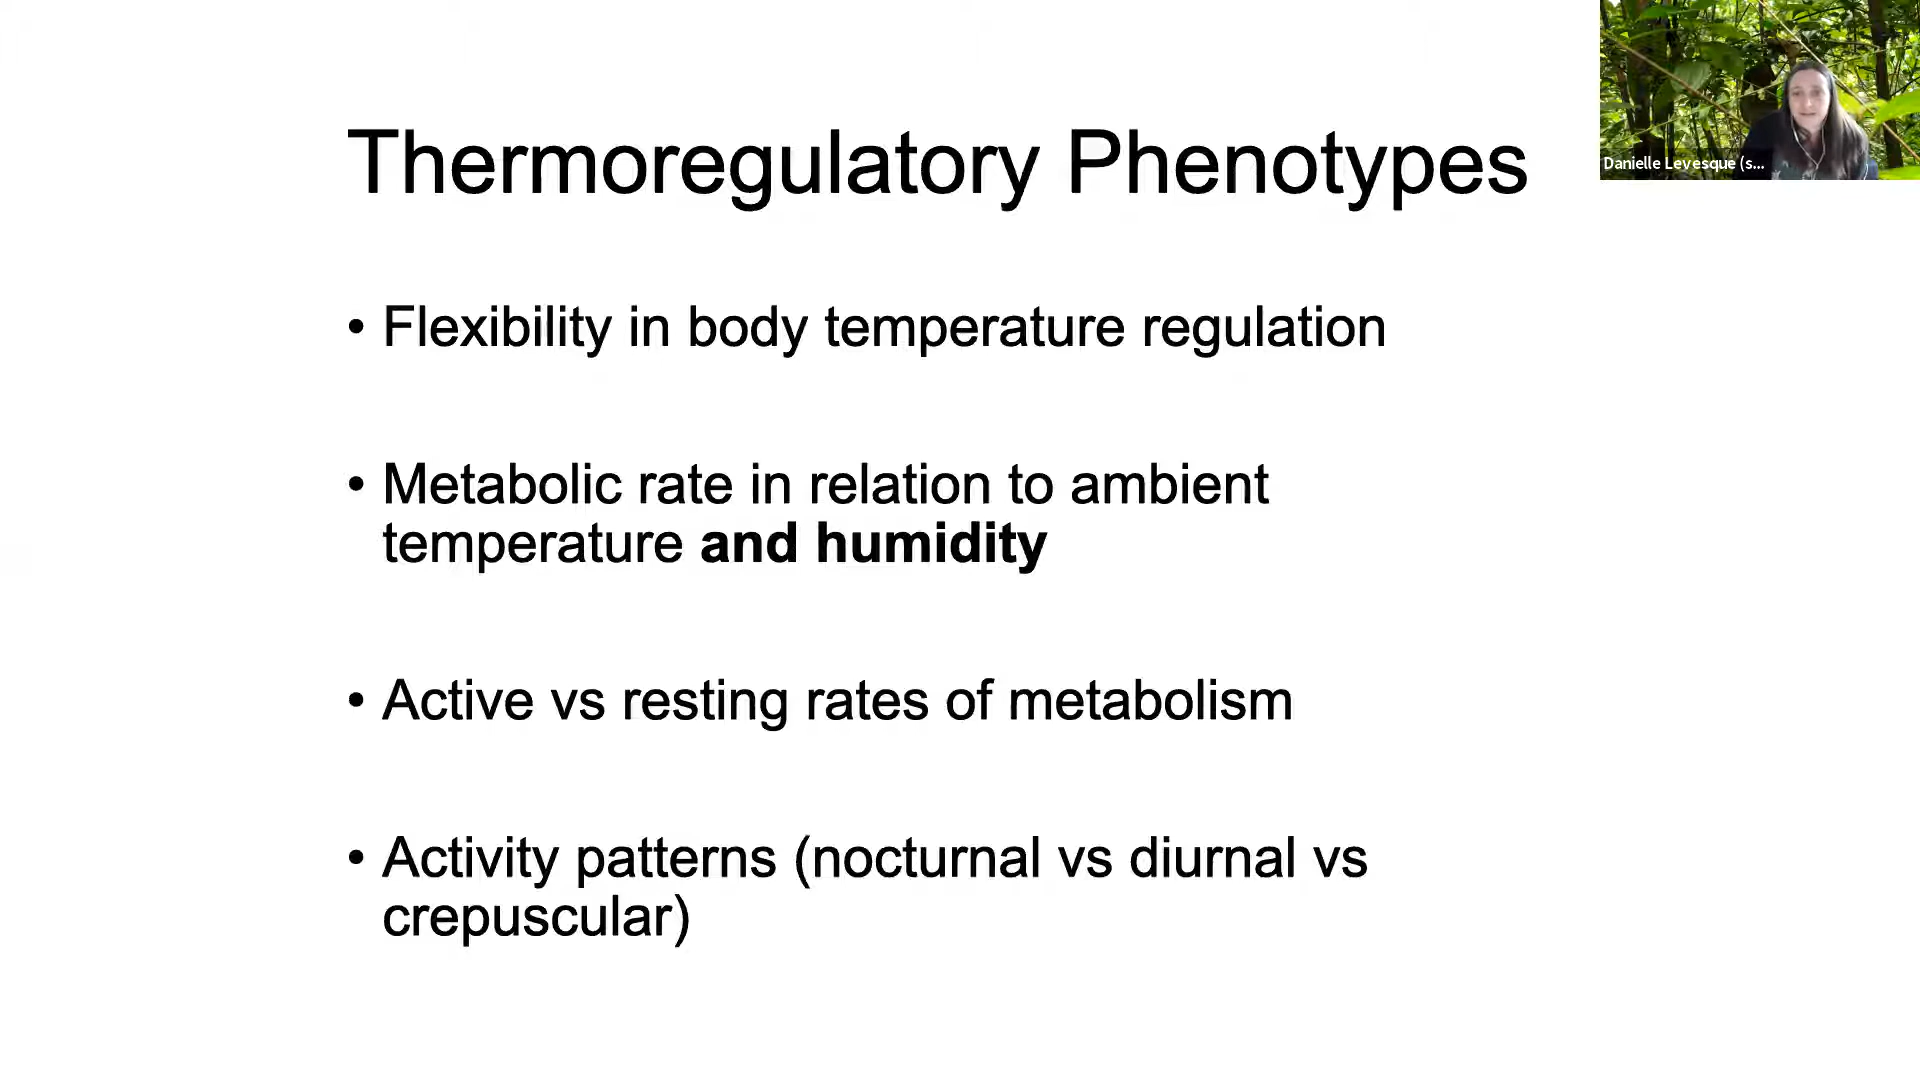 Thermoregulatory Phenotypes
Danielle Levesque (s...
• Flexibility in body temperature regulation
• Metabolic rate in relation to ambient
temperature and humidity
• Active vs resting rates of metabolism
• Activity patterns (nocturnal vs diurnal vs
crepuscular)